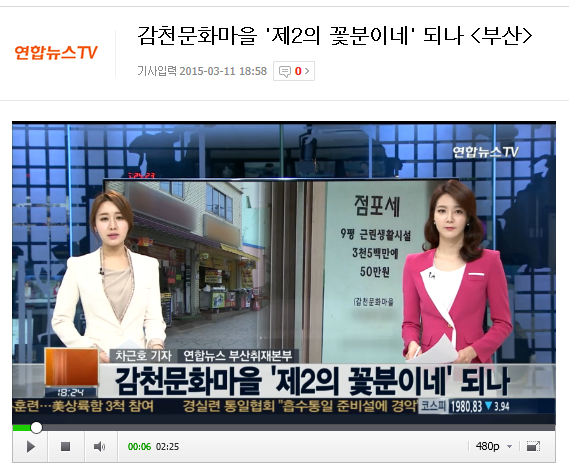 연합뉴스TV
감천문화마을 '제2의 꽃분이네' 되나 <부산>
기사입력 2015-03-11 18:58
0
연합뉴스TV
점포세
9평 근린생활시설
3천5백만에
50만원
(감천문화마을
차근호 기자 연합뉴스 부산취재본부
감천문화마을 '제2의 꽃분이네' 되나
18:24
훈련…美상륙함 3척 참여 경실련 통일협회 "흡수통일 준비설에 경악" 코스피 1980.83 ▼ 3.94
00:06 02:25
480p